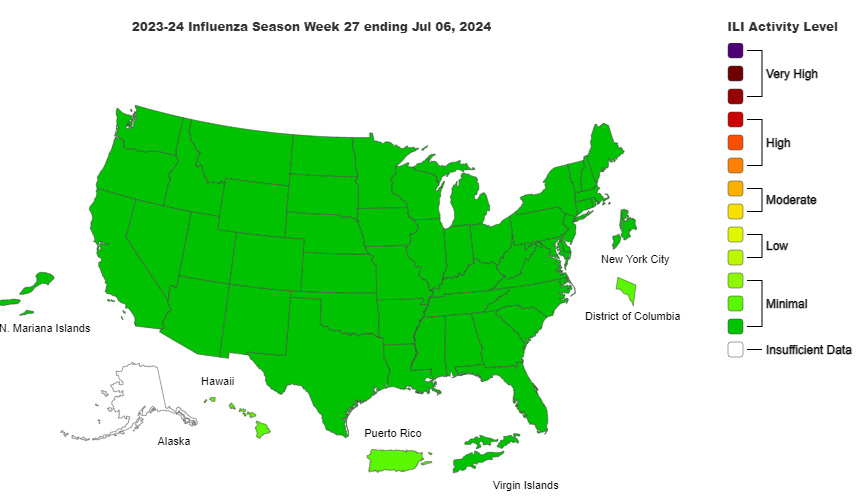 2023-24 Influenza Season Week 27 ending Jul 06, 2024
ILI Activity Level
Very High
High
Moderate
Low
Minimal
Insufficient Data
New York City
District of Columbia
N. Mariana Islands
Hawaii
Alaska
Puerto Rico
Virgin Islands